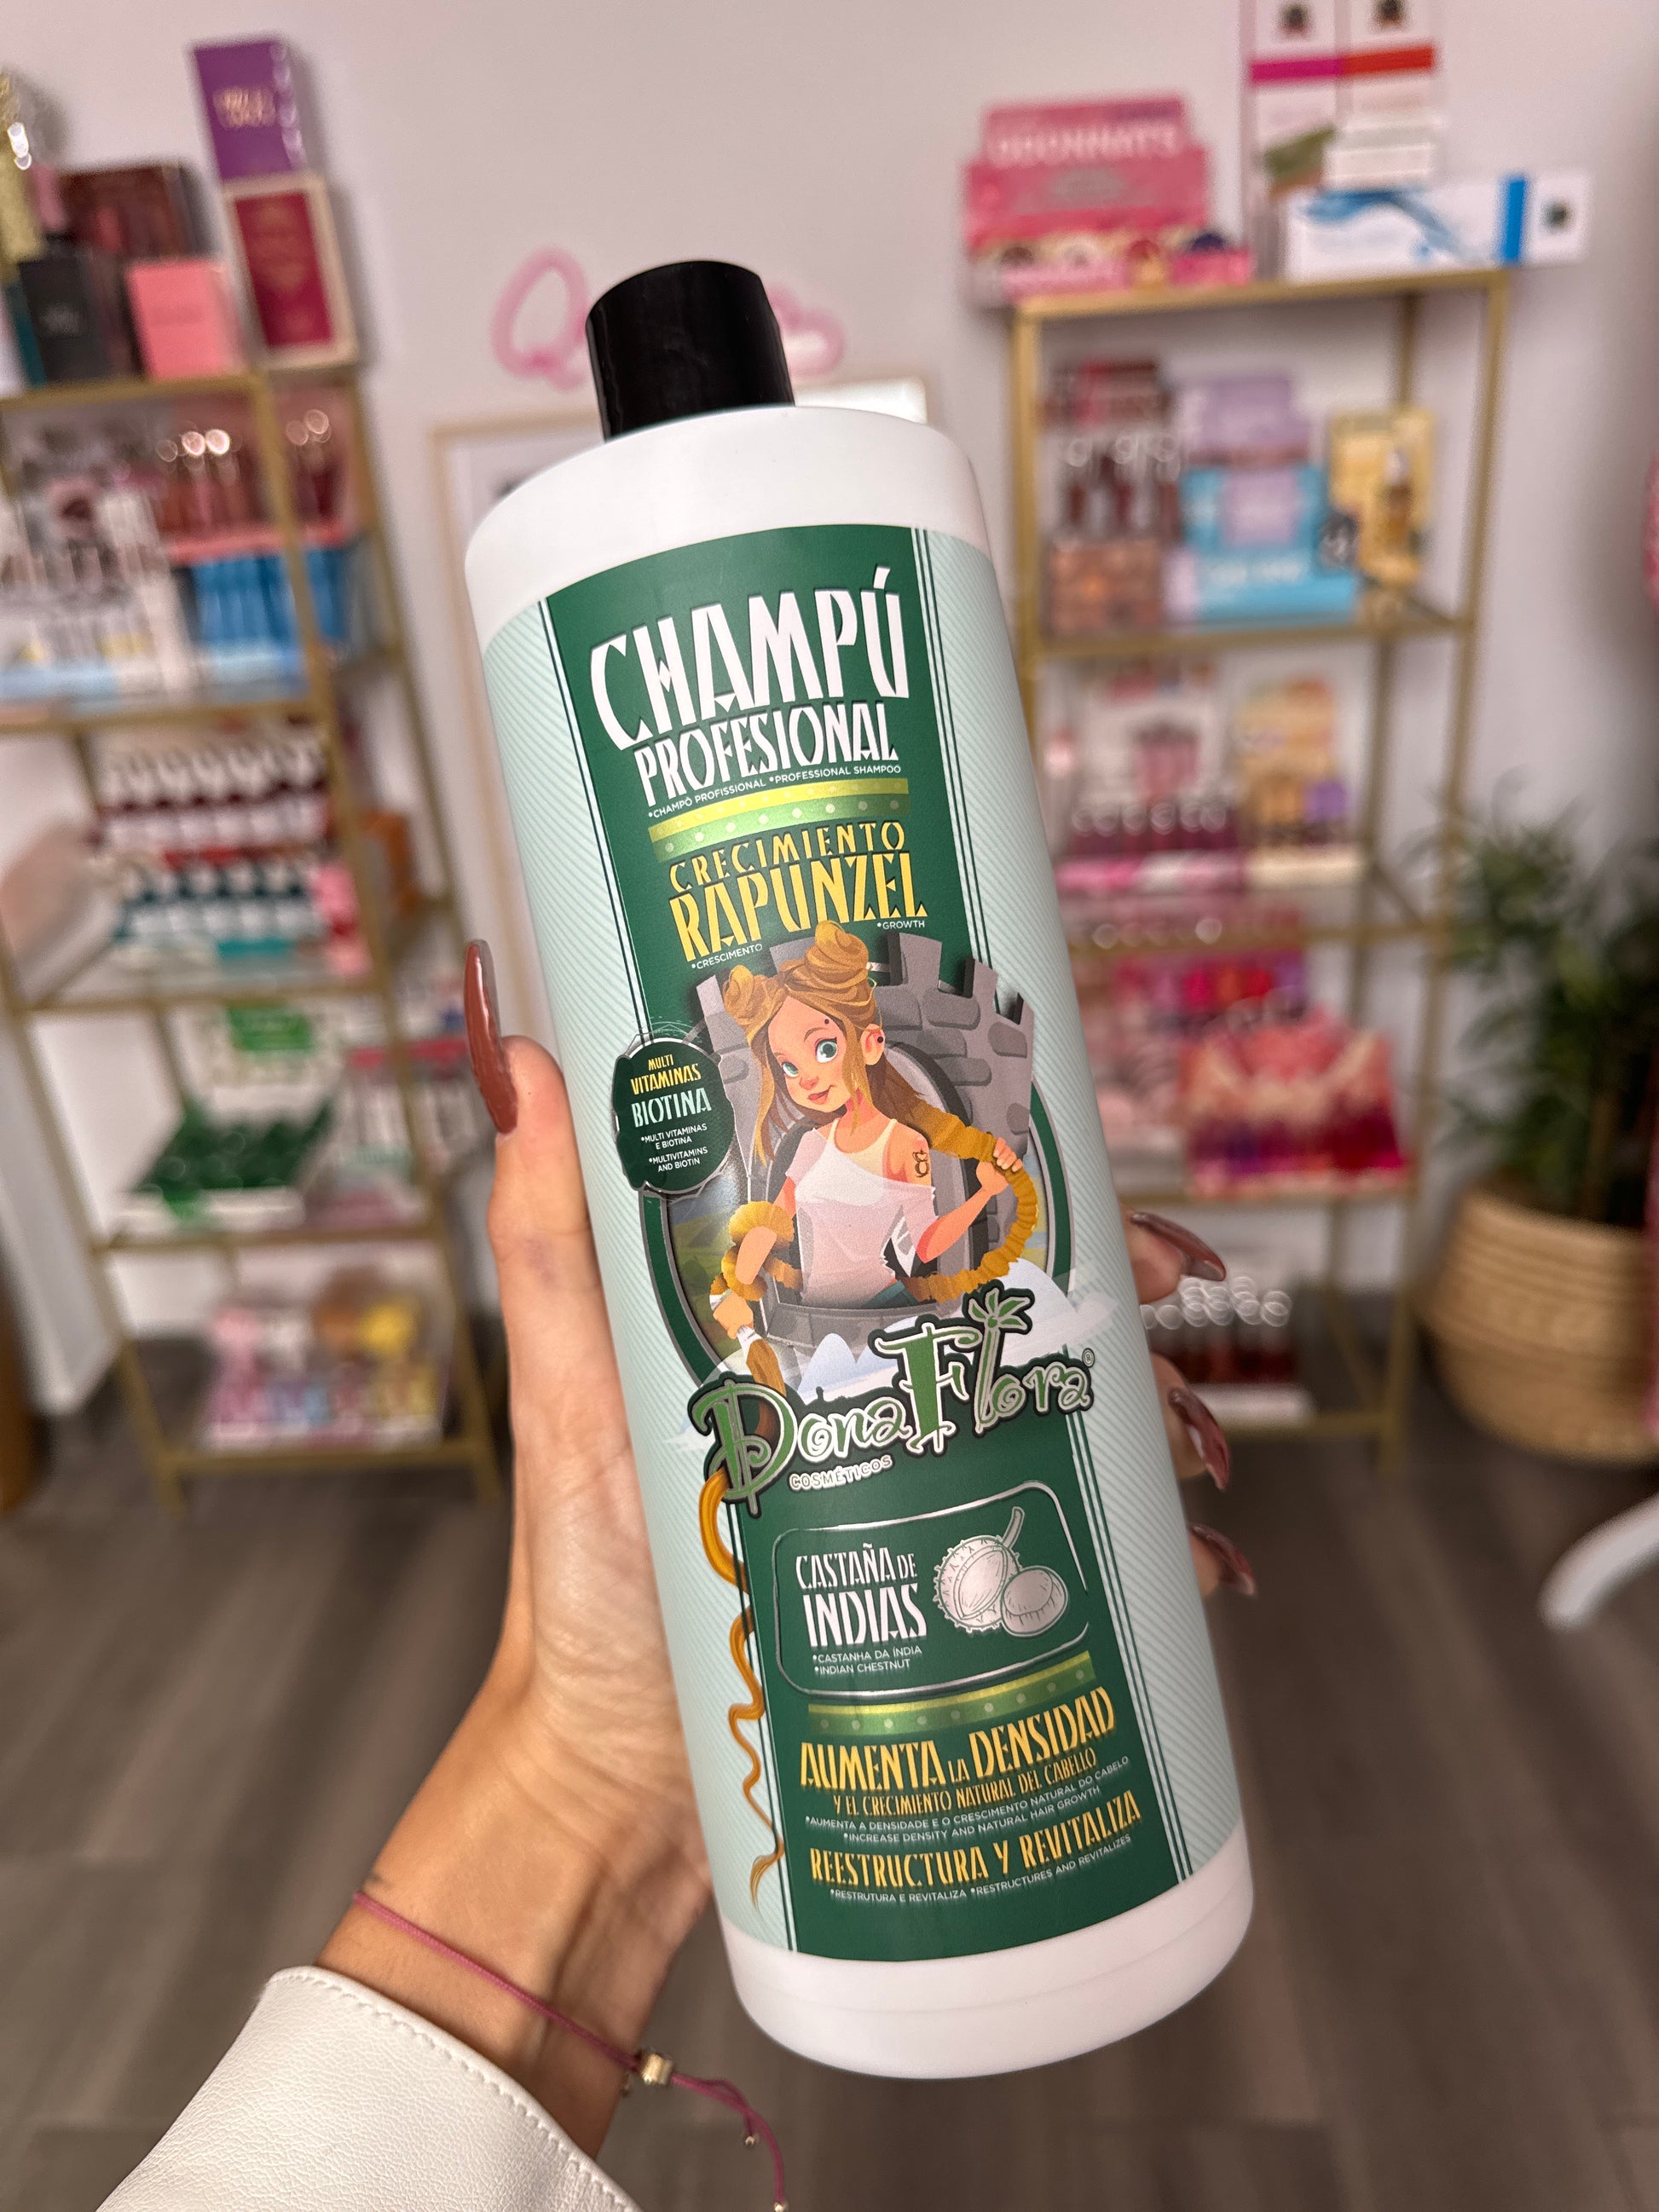 CHAMPÚ
PROFESIONAL
*CHAMPÔ PROFISSIONAL *PROFESSIONAL SHAMPOO
CRECIMIENTO
RAPUNZEL
*CRESCIMENTO *GROWTH
MULTI
VITAMINAS
BIOTINA
*MULTI VITAMINAS
E BIOTINA
*MULTIVITAMINS
AND BIOTIN
DonaFlora®
COSMÉTICOS
CASTAÑA DE
INDIAS
*CASTANHA DA ÍNDIA
*INDIAN CHESTNUT
AUMENTA LA DENSIDAD
Y EL CRECIMIENTO NATURAL DEL CABELLO
*AUMENTA A DENSIDADE E O CRESCIMENTO NATURAL DO CABELO
*INCREASE DENSITY AND NATURAL HAIR GROWTH
REESTRUCTURA Y REVITALIZA
*RESTRUTURA E REVITALIZA *RESTRUCTURES AND REVITALIZES